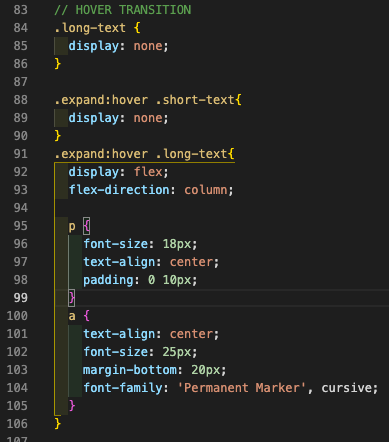 83 // HOVER TRANSITION
84 .long-text {
85 display: none;
86 }
87
88 .expand:hover .short-text{
89 display: none;
90 }
91 .expand:hover .long-text{
92 display: flex;
93 flex-direction: column;
94
95 p {
96 font-size: 18px;
97 text-align: center;
98 padding: 0 10px;
99 }
100 a {
101 text-align: center;
102 font-size: 25px;
103 margin-bottom: 20px;
104 font-family: 'Permanent Marker', cursive;
105 }
106 }
107